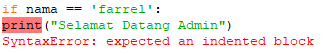 if nama == 'farrel':
print("Selamat Datang Admin")
SyntaxError: expected an indented block